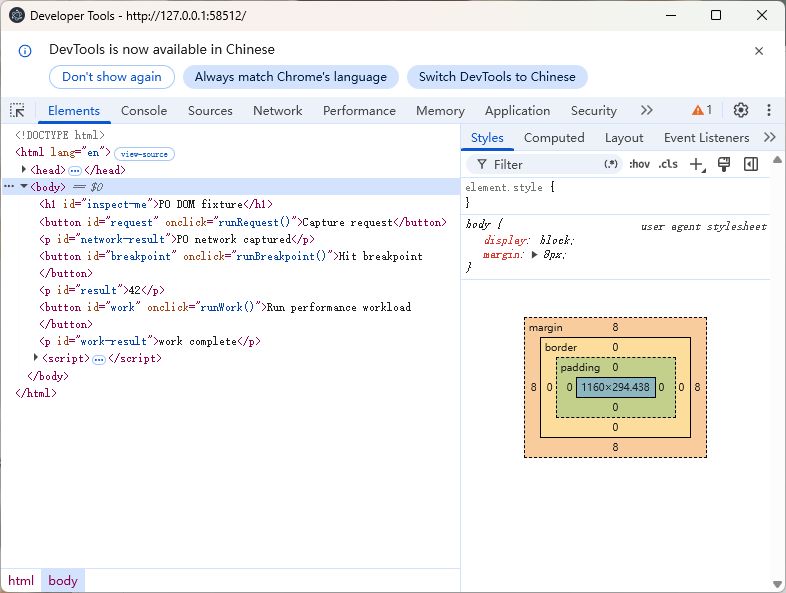 Developer Tools - http://127.0.0.1:58512/
DevTools is now available in Chinese
Don't show again
Always match Chrome's language
Switch DevTools to Chinese
Elements
Console
Sources
Network
Performance
Memory
Application
Security
1
<!DOCTYPE html>
<html lang="en"> view-source
<head> … </head>
<body> == $0
<h1 id="inspect-me">PO DOM fixture</h1>
<button id="request" onclick="runRequest()">Capture request</button>
<p id="network-result">PO network captured</p>
<button id="breakpoint" onclick="runBreakpoint()">Hit breakpoint
</button>
<p id="result">42</p>
<button id="work" onclick="runWork()">Run performance workload
</button>
<p id="work-result">work complete</p>
<script> … </script>
</body>
</html>
html
body
Styles
Computed
Layout
Event Listeners
Filter
(.*)
:hov
.cls
element.style {
}
body {
user agent stylesheet
display: block;
margin: 8px;
}
margin 8
border 0
padding 0
8 0 0 1160×294.438 0 0 8
0
0
8